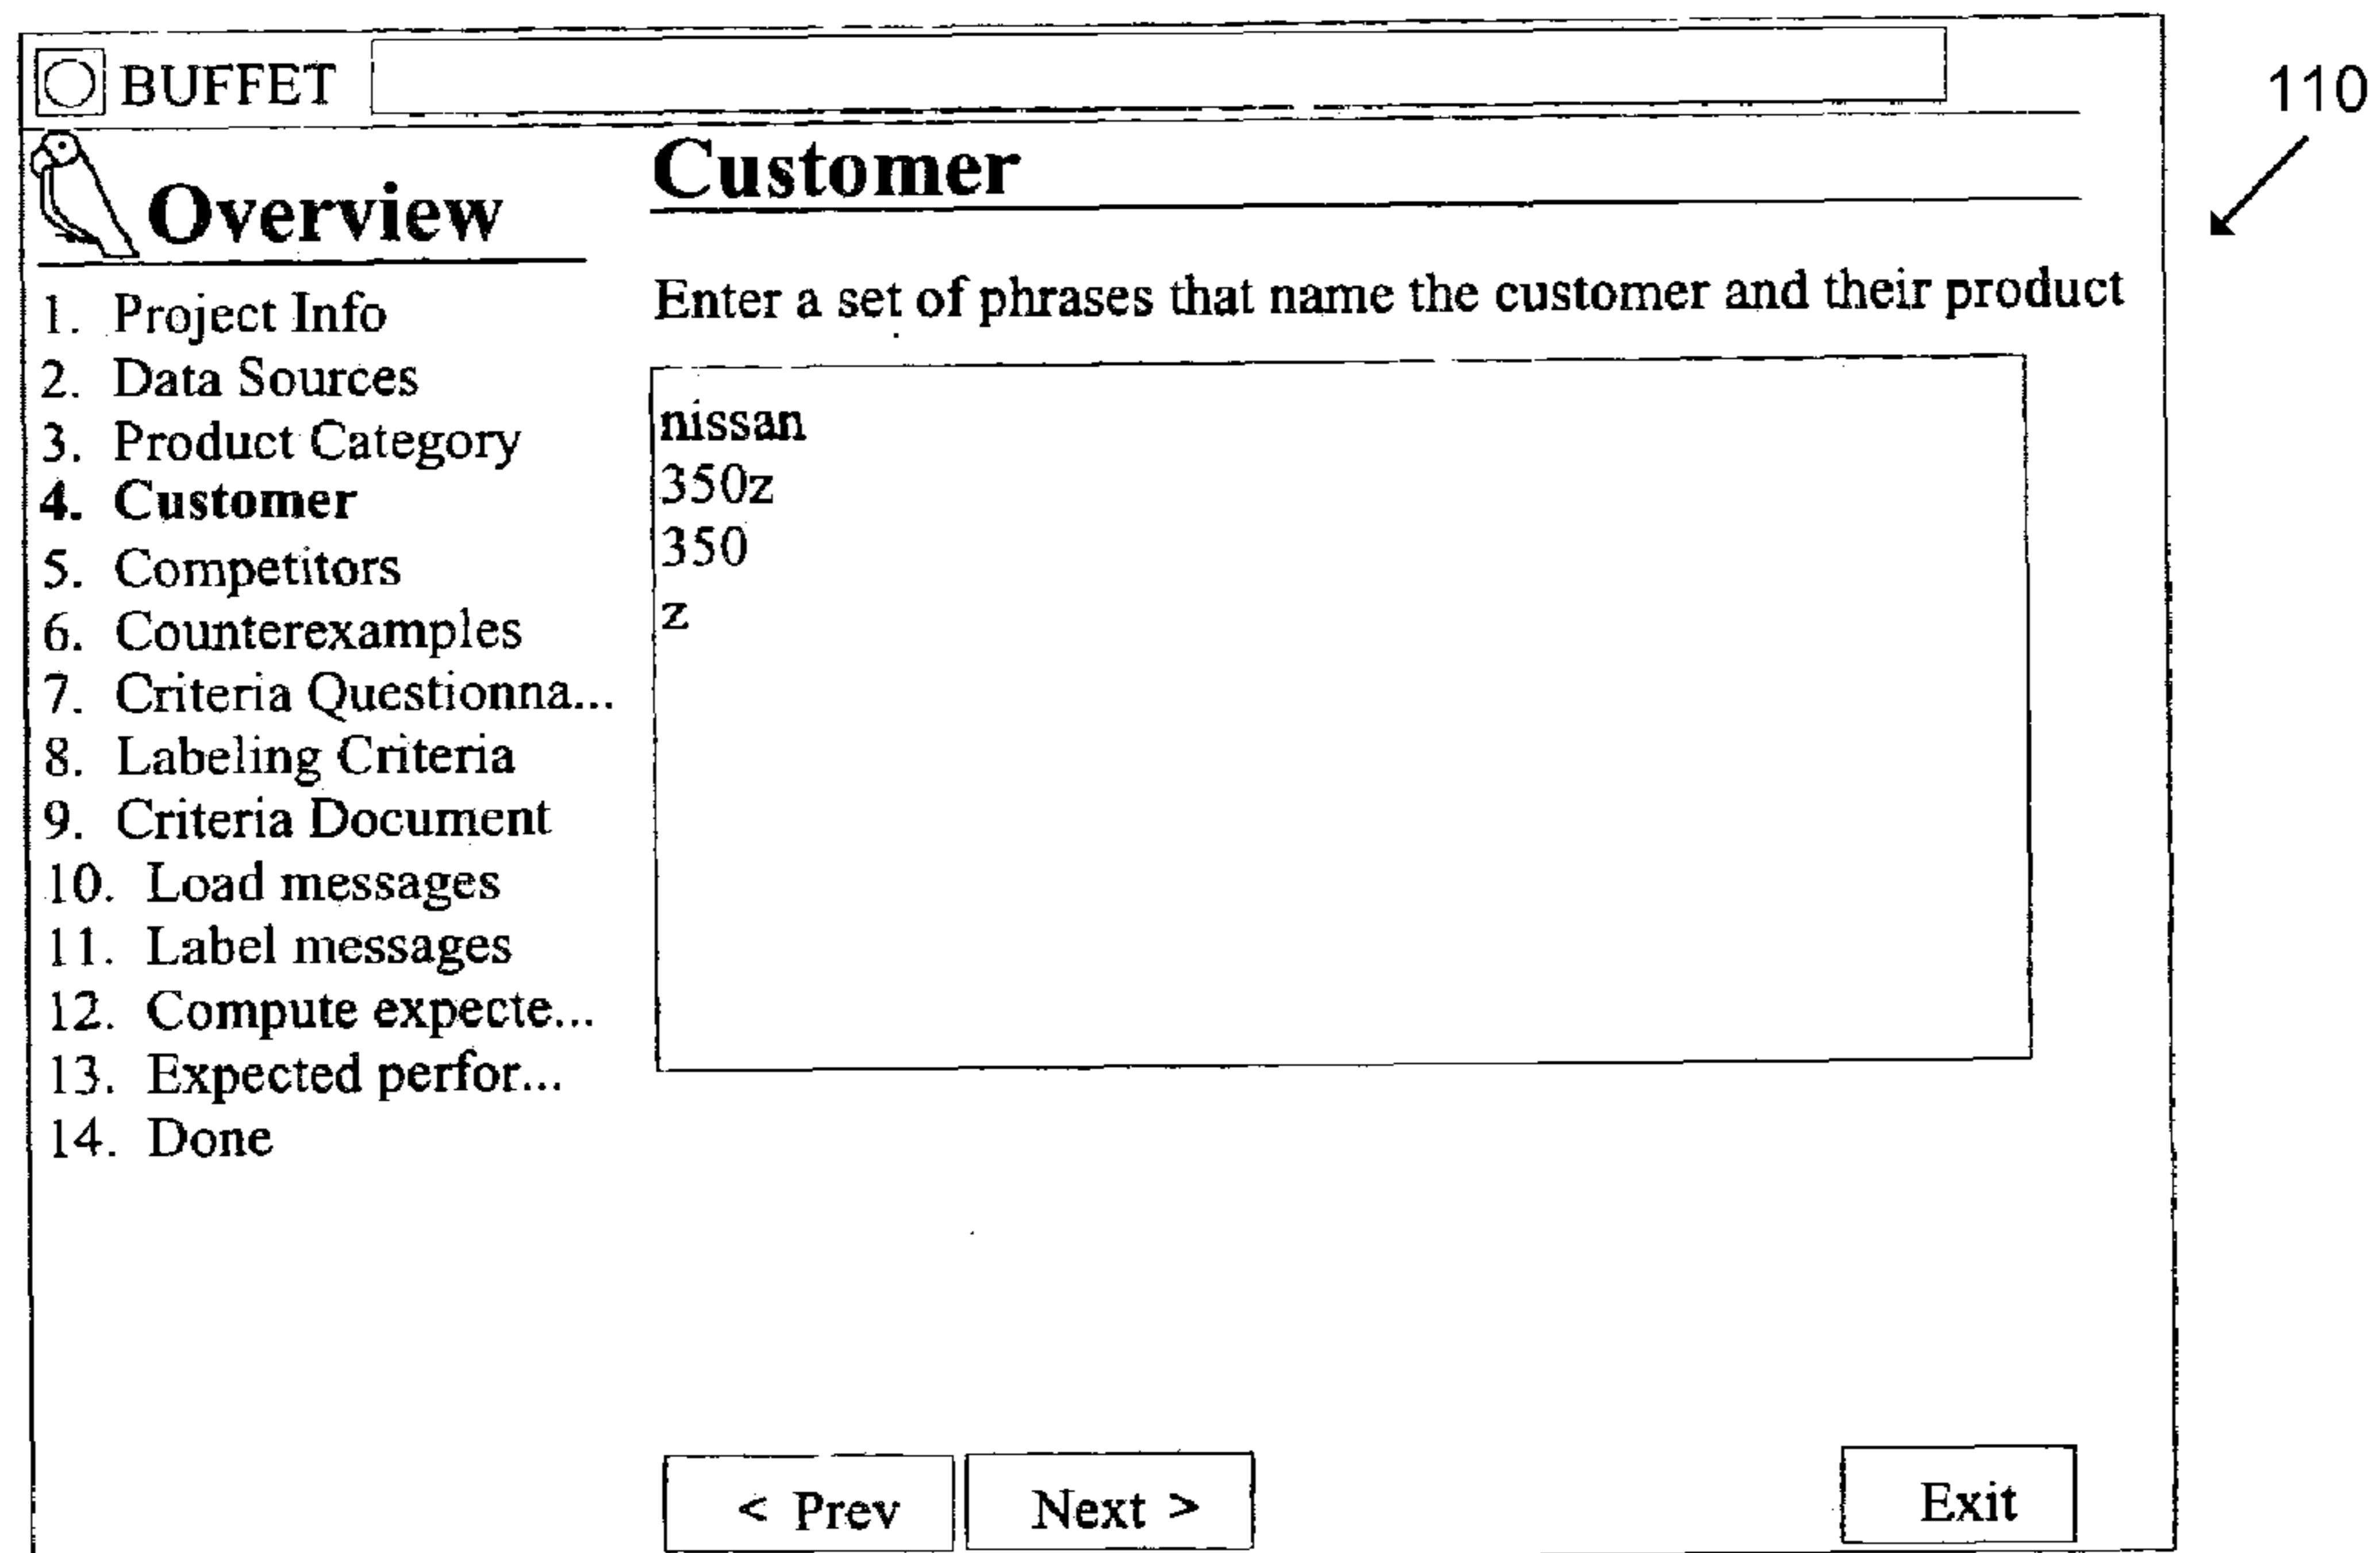 BUFFET
110
Overview
1. Project Info
2. Data Sources
3. Product Category
4. Customer
5. Competitors
6. Counterexamples
7. Criteria Questionna...
8. Labeling Criteria
9. Criteria Document
10. Load messages
11. Label messages
12. Compute expecte...
13. Expected perfor...
14. Done
Customer
Enter a set of phrases that name the customer and their product
nissan
350z
350
z
< Prev
Next >
Exit